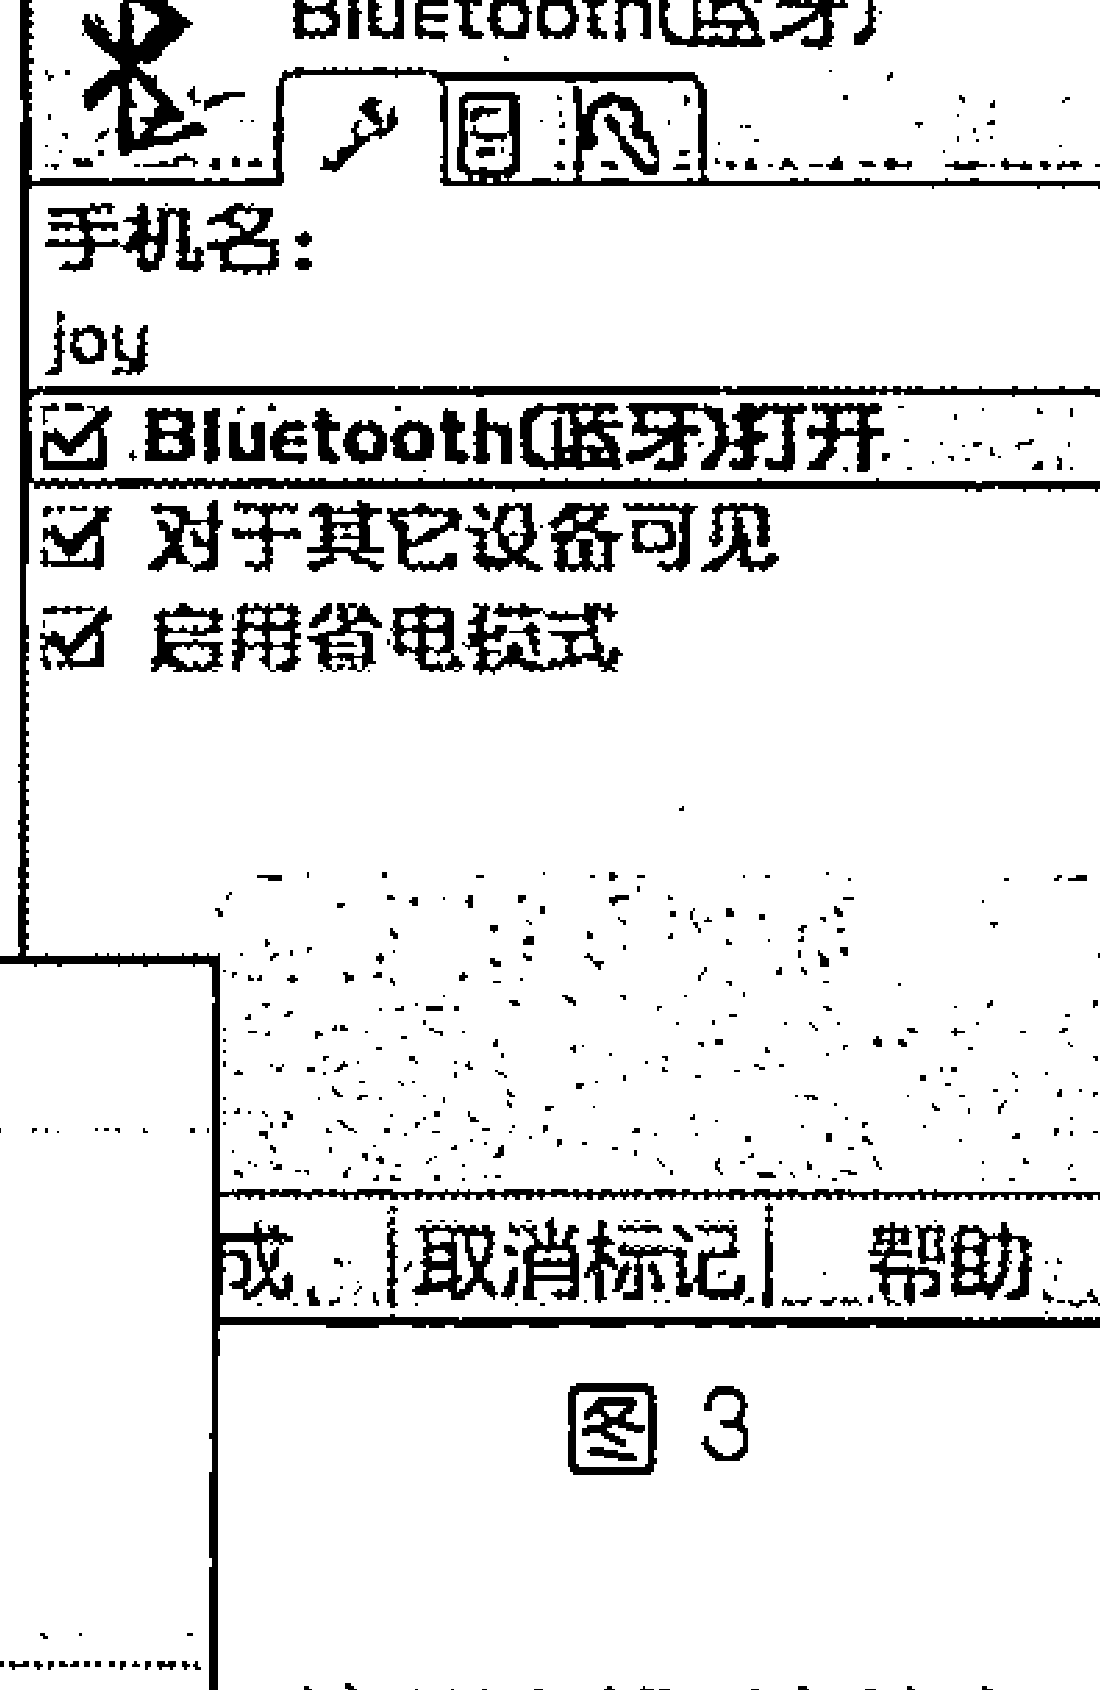 Bluetooth(蓝牙)
手机名:
joy
Bluetooth(蓝牙)打开
对于其它设备可见
启用省电模式
成 取消标记 帮助
图 3